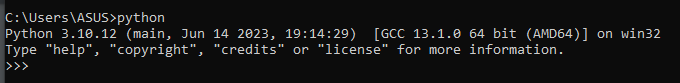 C:\Users\ASUS>python
Python 3.10.12 (main, Jun 14 2023, 19:14:29)  [GCC 13.1.0 64 bit (AMD64)] on win32
Type "help", "copyright", "credits" or "license" for more information.
>>>